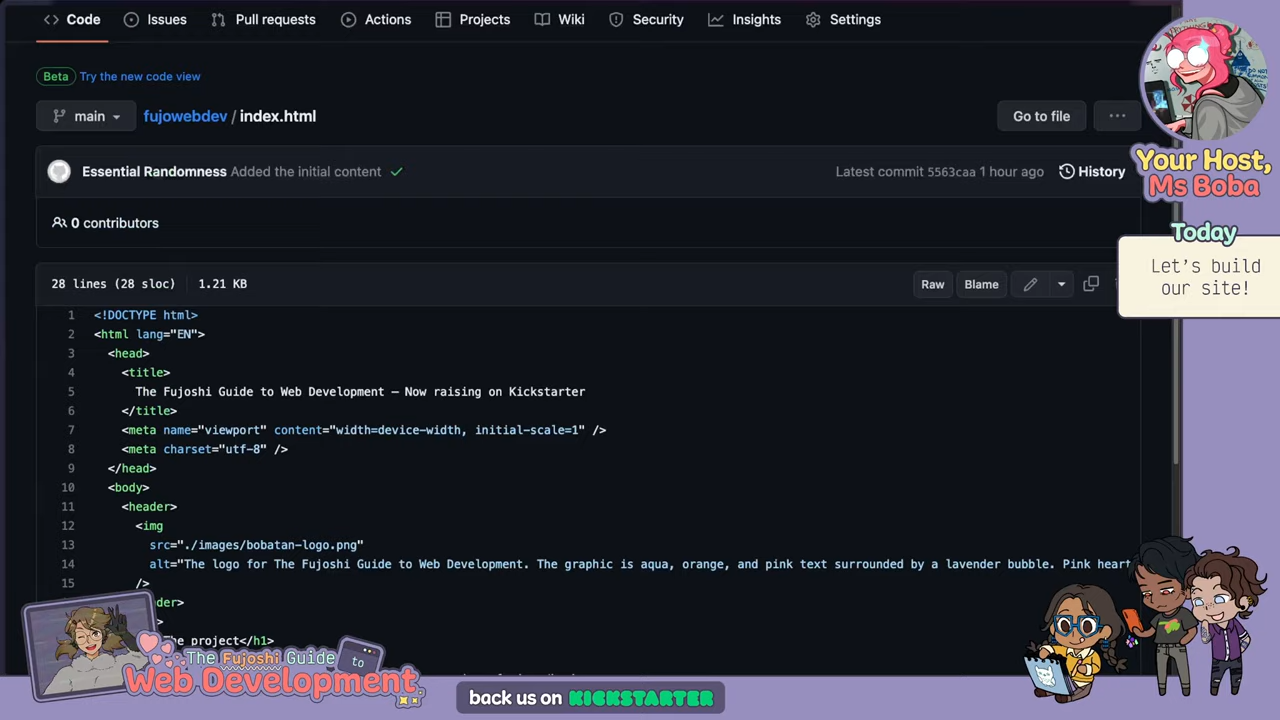 Code Issues Pull requests Actions Projects Wiki Security Insights Settings
Beta Try the new code view
main fujowebdev / index.html Go to file ...
Essential Randomness Added the initial content Latest commit 5563caa 1 hour ago History
0 contributors
28 lines (28 sloc) 1.21 KB Raw Blame
1 <!DOCTYPE html>
2 <html lang="EN">
3 <head>
4 <title>
5 The Fujoshi Guide to Web Development — Now raising on Kickstarter
6 </title>
7 <meta name="viewport" content="width=device-width, initial-scale=1" />
8 <meta charset="utf-8" />
9 </head>
10 <body>
11 <header>
12 <img
13 src="./images/bobatan-logo.png"
14 alt="The logo for The Fujoshi Guide to Web Development. The graphic is aqua, orange, and pink text surrounded by a lavender bubble. Pink heart
15 />
der>
The project</h1>
Your Host,
Ms Boba
Today
Let's build
our site!
The Fujoshi Guide to
Web Development
back us on KICKSTARTER